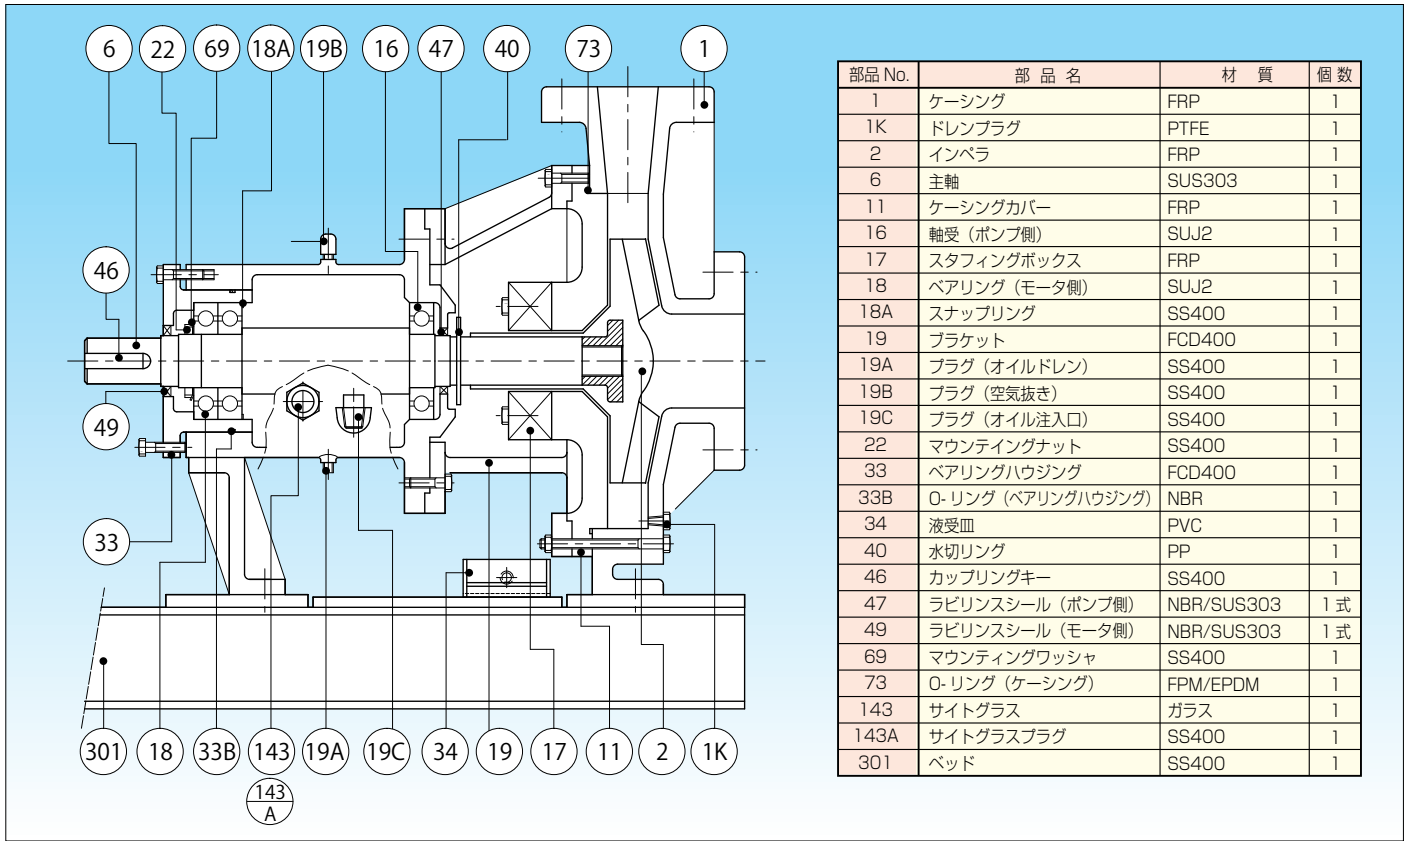 6 22 69 18A 19B 16 47 40 73 1
46
49
33
301 18 33B 143 19A 19C 34 19 17 11 2 1K
143
A
部品 No. 部品名 材質 個数
1 ケーシング FRP 1
1K ドレンプラグ PTFE 1
2 インペラ FRP 1
6 主軸 SUS303 1
11 ケーシングカバー FRP 1
16 軸受（ポンプ側） SUJ2 1
17 スタフィングボックス FRP 1
18 ベアリング（モータ側） SUJ2 1
18A スナップリング SS400 1
19 ブラケット FCD400 1
19A プラグ（オイルドレン） SS400 1
19B プラグ（空気抜き） SS400 1
19C プラグ（オイル注入口） SS400 1
22 マウンテイングナット SS400 1
33 ベアリングハウジング FCD400 1
33B O- リング（ベアリングハウジング） NBR 1
34 液受皿 PVC 1
40 水切リング PP 1
46 カップリングキー SS400 1
47 ラビリンスシール（ポンプ側） NBR/SUS303 1 式
49 ラビリンスシール（モータ側） NBR/SUS303 1 式
69 マウンティングワッシャ SS400 1
73 O- リング（ケーシング） FPM/EPDM 1
143 サイトグラス ガラス 1
143A サイトグラスプラグ SS400 1
301 ベッド SS400 1